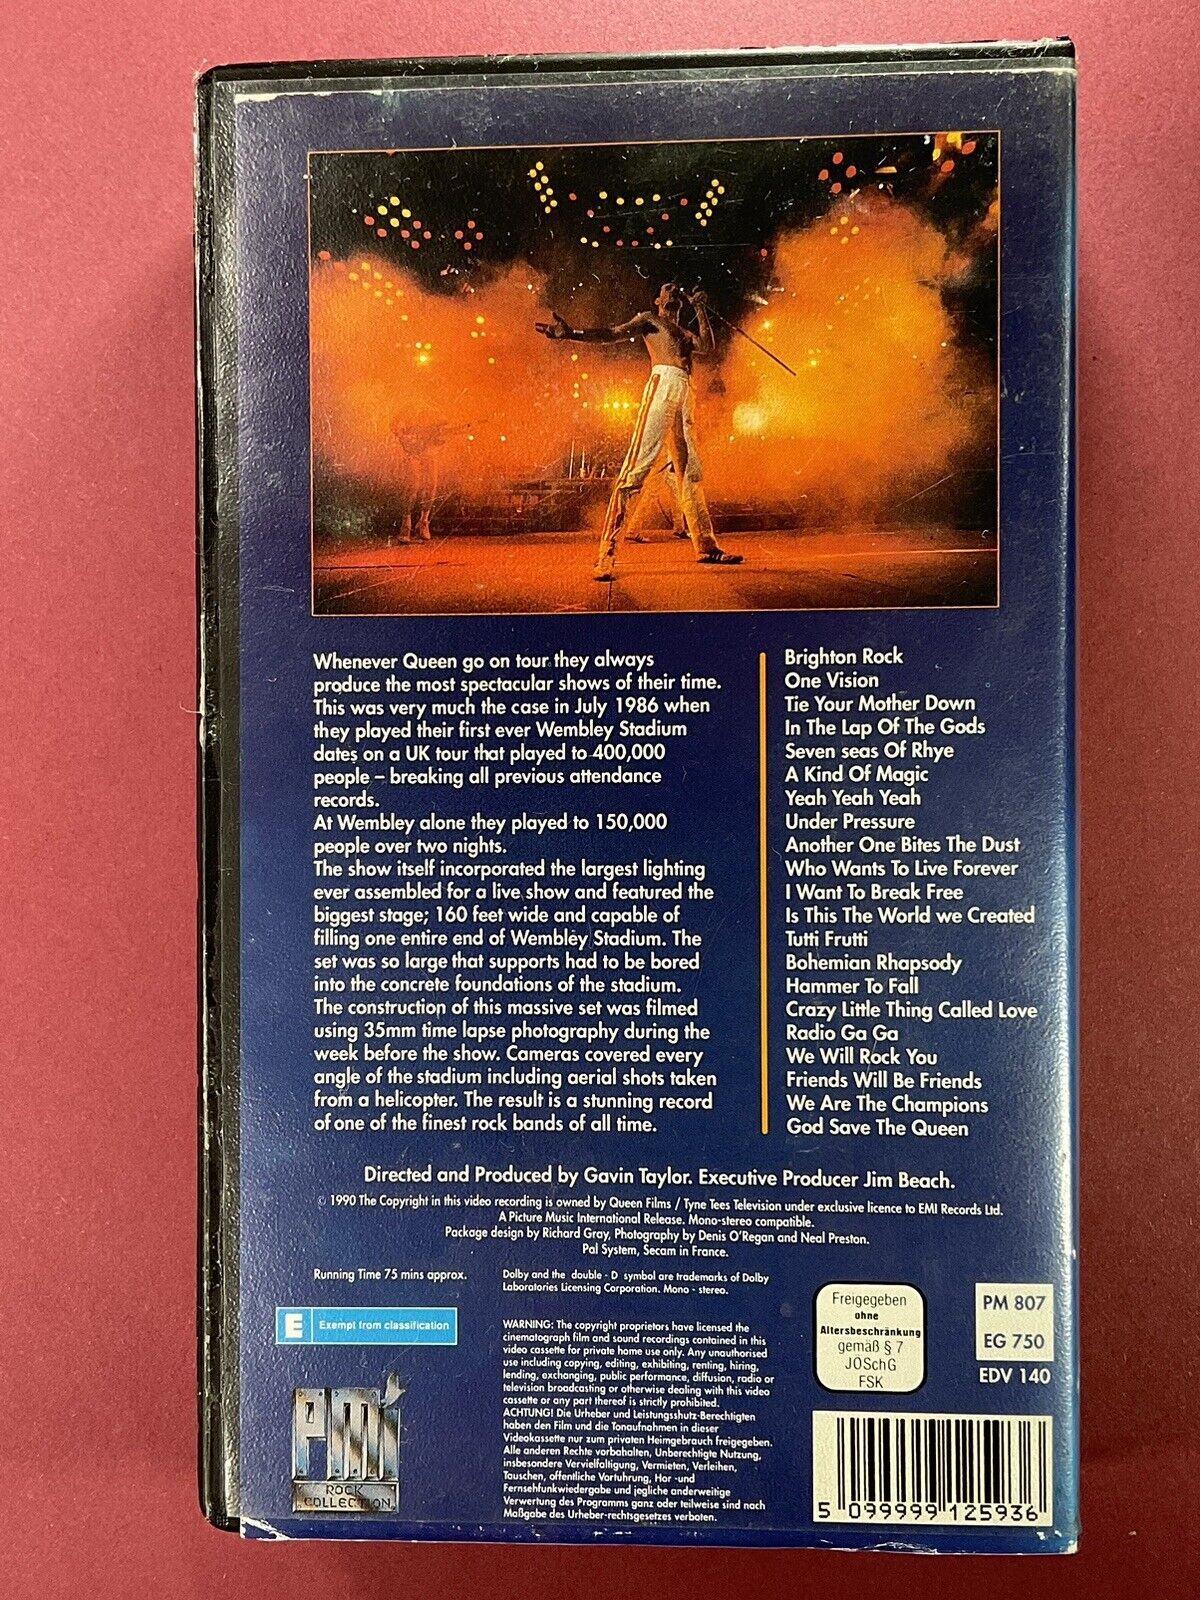 Whenever Queen go on tour they always
produce the most spectacular shows of their time.
This was very much the case in July 1986 when
they played their first ever Wembley Stadium
dates on a UK tour that played to 400,000
people – breaking all previous attendance
records.
At Wembley alone they played to 150,000
people over two nights.
The show itself incorporated the largest lighting
ever assembled for a live show and featured the
biggest stage; 160 feet wide and capable of
filling one entire end of Wembley Stadium. The
set was so large that supports had to be bored
into the concrete foundations of the stadium.
The construction of this massive set was filmed
using 35mm time lapse photography during the
week before the show. Cameras covered every
angle of the stadium including aerial shots taken
from a helicopter. The result is a stunning record
of one of the finest rock bands of all time.
Brighton Rock
One Vision
Tie Your Mother Down
In The Lap Of The Gods
Seven seas Of Rhye
A Kind Of Magic
Yeah Yeah Yeah
Under Pressure
Another One Bites The Dust
Who Wants To Live Forever
I Want To Break Free
Is This The World we Created
Tutti Frutti
Bohemian Rhapsody
Hammer To Fall
Crazy Little Thing Called Love
Radio Ga Ga
We Will Rock You
Friends Will Be Friends
We Are The Champions
God Save The Queen
Directed and Produced by Gavin Taylor. Executive Producer Jim Beach.
© 1990 The Copyright in this video recording is owned by Queen Films / Tyne Tees Television under exclusive licence to EMI Records Ltd.
A Picture Music International Release. Mono-stereo compatible.
Package design by Richard Gray, Photography by Denis O'Regan and Neal Preston.
Pal System, Secam in France.
Running Time 75 mins approx.
E Exempt from classification
PMI
ROCK
COLLECTION
Dolby and the double - D symbol are trademarks of Dolby
Laboratories Licensing Corporation. Mono - stereo.
WARNING: The copyright proprietors have licensed the
cinematograph film and sound recordings contained in this
video cassette for private home use only. Any unauthorised
use including copying, editing, exhibiting, renting, hiring,
lending, exchanging, public performance, diffusion, radio or
television broadcasting or otherwise dealing with this video
cassette or any part thereof is strictly prohibited.
ACHTUNG! Die Urheber und Leistungsshutz-Berechtigten
haben den Film und die Tonaufnahmen in dieser
Videokassette nur zum privaten Heimgebrauch freigegeben.
Alle anderen Rechte vorbahalten, Unberechtigte Nutzung,
insbesondere Vervielfaltigung, Vermieten, Verleihen,
Tauschen, offentliche Vortuhrung, Hor -und
Fernsehfunkwiedergabe und jegliche anderweitige
Verwertung des Programms ganz oder teilweise sind nach
Maßgabe des Urheber-rechtsgesetzes verboten.
Freigegeben
ohne
Altersbeschränkung
gemäß § 7
JÖSchG
FSK
PM 807
EG 750
EDV 140
5 099999 125936